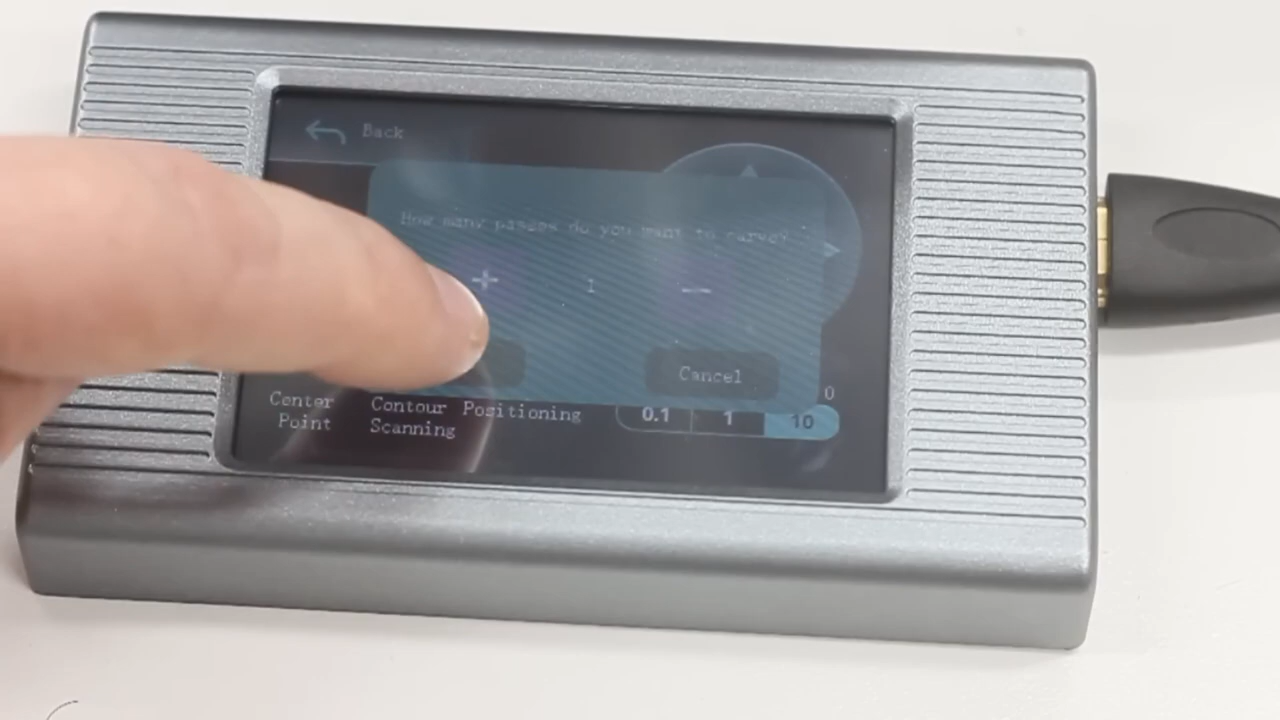 Back
How many passes do you want to carve?
+ 1 −
Cancel
0
Center Point
Contour Scanning
Positioning
0.1 1 10